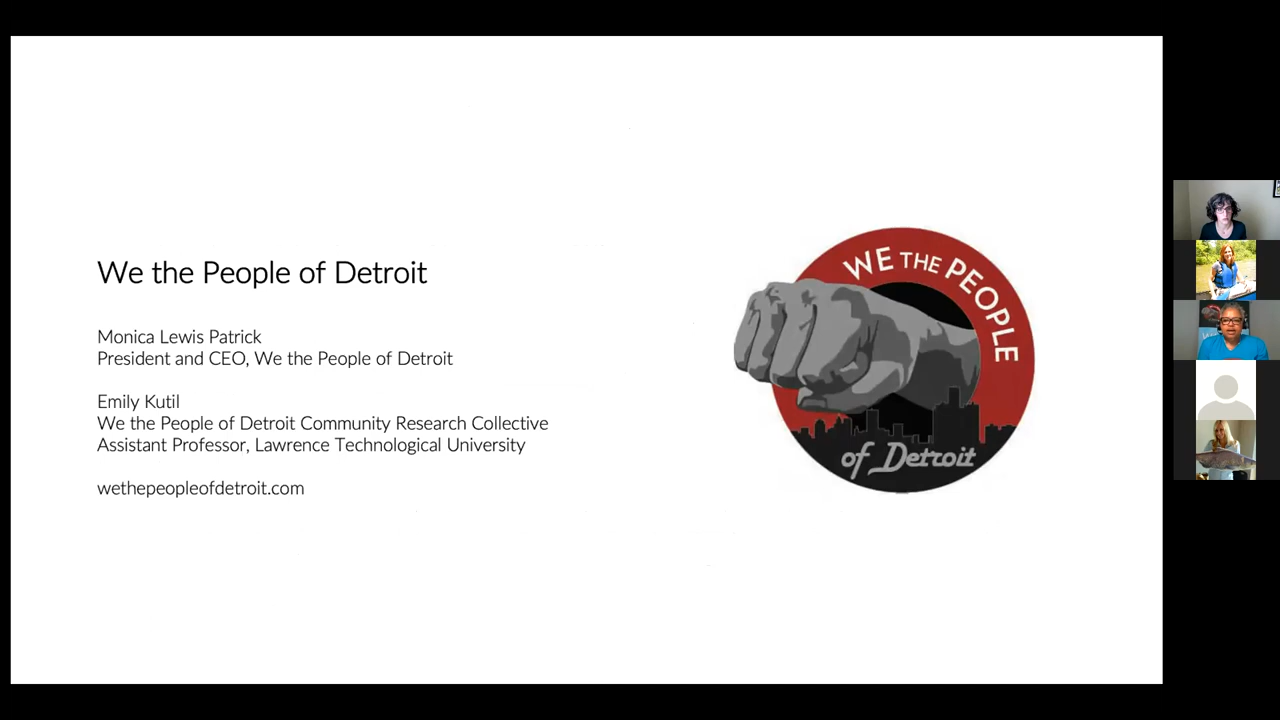 We the People of Detroit
Monica Lewis Patrick
President and CEO, We the People of Detroit
Emily Kutil
We the People of Detroit Community Research Collective
Assistant Professor, Lawrence Technological University
wethepeopleofdetroit.com
WE THE PEOPLE
of Detroit